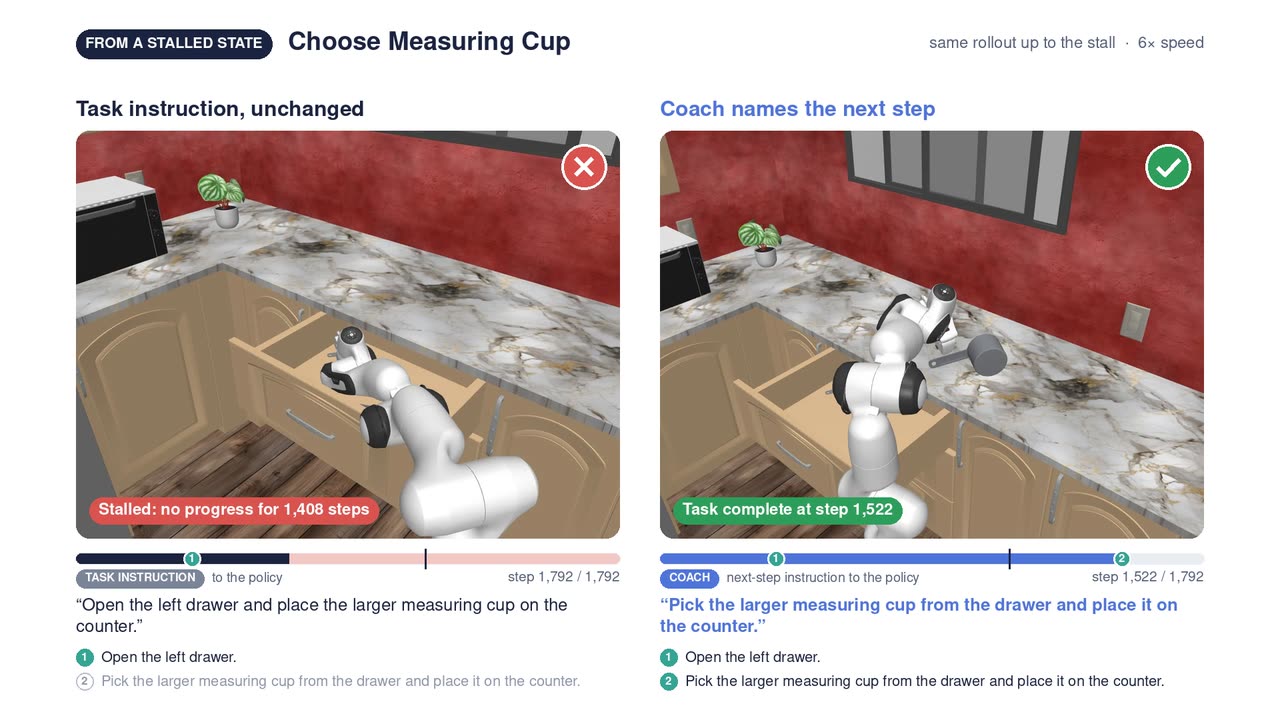 FROM A STALLED STATE
Choose Measuring Cup
same rollout up to the stall · 6× speed
Task instruction, unchanged
Stalled: no progress for 1,408 steps
1
TASK INSTRUCTION to the policy
step 1,792 / 1,792
“Open the left drawer and place the larger measuring cup on the
counter.”
1 Open the left drawer.
2 Pick the larger measuring cup from the drawer and place it on the counter.
Coach names the next step
Task complete at step 1,522
1
2
COACH next-step instruction to the policy
step 1,522 / 1,792
“Pick the larger measuring cup from the drawer and place it on
the counter.”
1 Open the left drawer.
2 Pick the larger measuring cup from the drawer and place it on the counter.